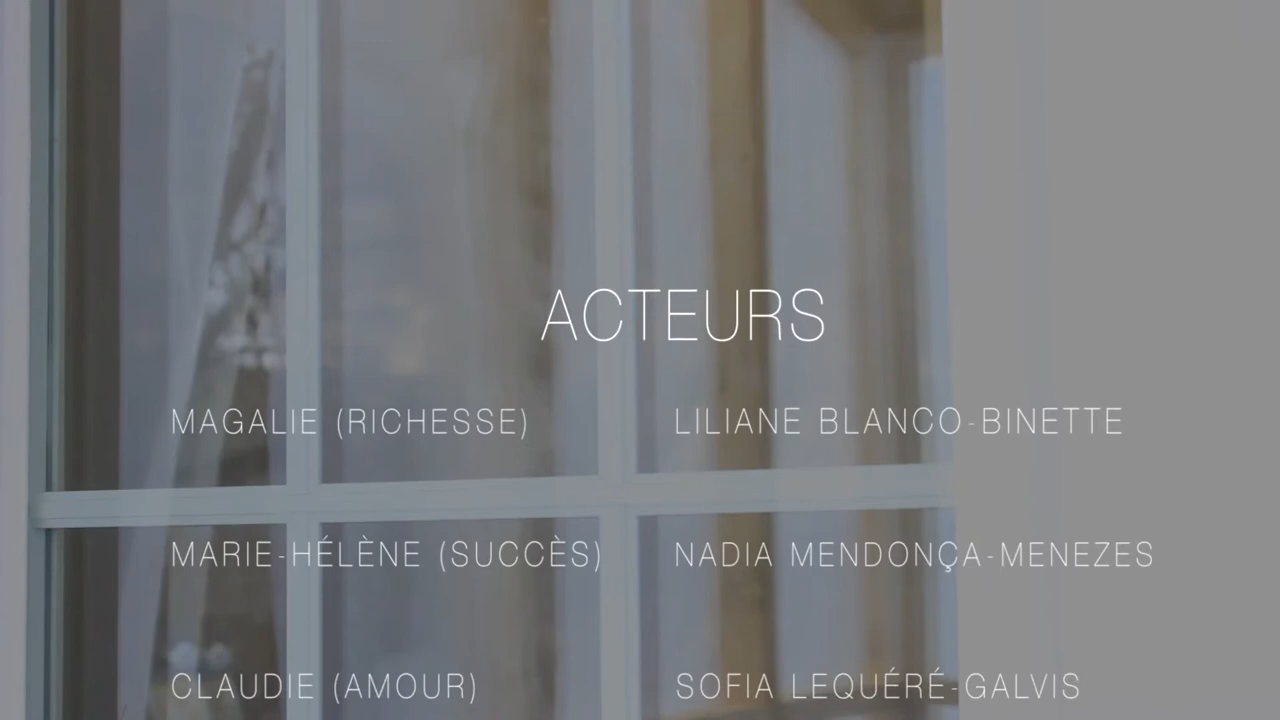 ACTEURS
MAGALIE (RICHESSE) LILIANE BLANCO-BINETTE
MARIE-HÉLÈNE (SUCCÈS) NADIA MENDONÇA-MENEZES
CLAUDIE (AMOUR) SOFIA LEQUÉRÉ-GALVIS